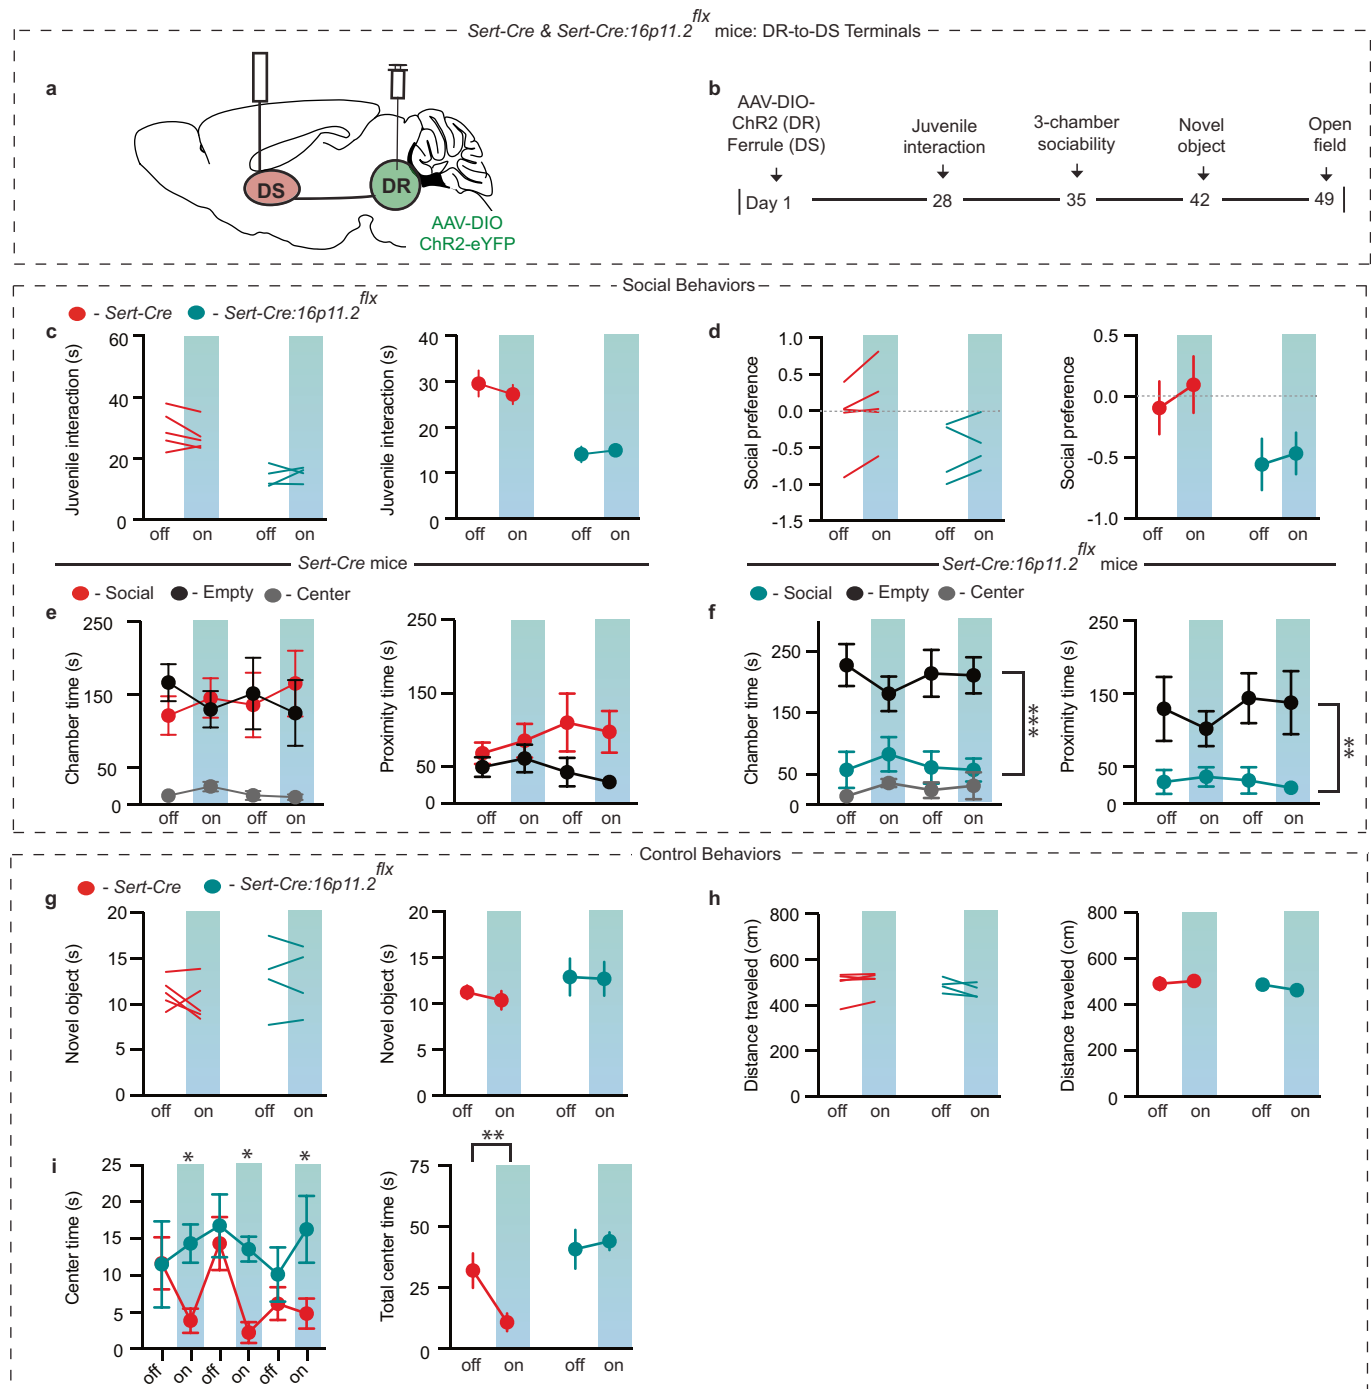 Sert-Cre & Sert-Cre:16p11.2flx mice: DR-to-DS Terminals
a
DS
DR
AAV-DIO
ChR2-eYFP
b
AAV-DIO-
ChR2 (DR)
Ferrule (DS)
Juvenile
interaction
3-chamber
sociability
Novel
object
Open
field
Day 1
28
35
42
49
Social Behaviors
- Sert-Cre
- Sert-Cre:16p11.2flx
c
Juvenile interaction (s)
60
40
20
0
off on off on
Juvenile interaction (s)
40
30
20
10
0
off on off on
d
Social preference
1.0
0.5
0.0
-0.5
-1.0
-1.5
off on off on
Social preference
0.5
0.0
-0.5
-1.0
off on off on
Sert-Cre mice
Sert-Cre:16p11.2flx mice
e
- Social - Empty - Center
Chamber time (s)
250
150
50
0
off on off on
Proximity time (s)
250
150
50
0
off on off on
f
- Social - Empty - Center
Chamber time (s)
250
150
50
0
off on off on
***
Proximity time (s)
250
150
50
0
off on off on
**
Control Behaviors
- Sert-Cre
- Sert-Cre:16p11.2flx
g
Novel object (s)
20
15
10
5
0
off on off on
Novel object (s)
20
15
10
5
0
off on off on
h
Distance traveled (cm)
800
600
400
200
0
off on off on
Distance traveled (cm)
800
600
400
200
0
off on off on
i
Center time (s)
25
20
15
10
5
0
* * *
off on off on off on
Total center time (s)
75
50
25
0
**
off on off on